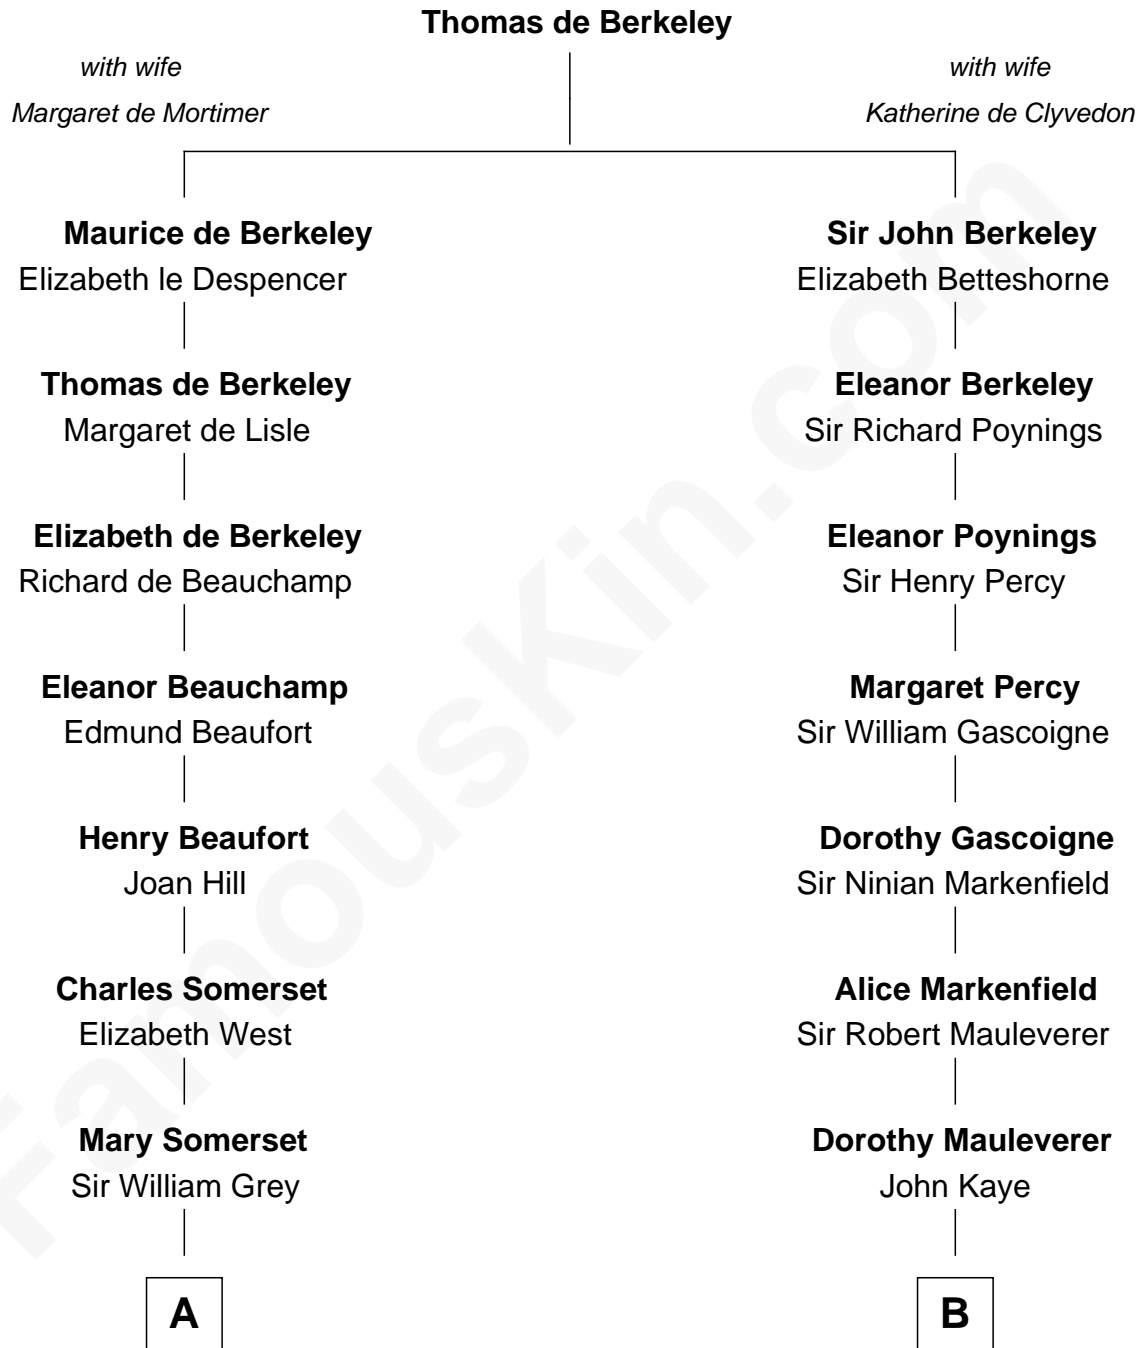 Thomas de Berkeley
with wife
Margaret de Mortimer
with wife
Katherine de Clyvedon
Maurice de Berkeley
Elizabeth le Despencer
Sir John Berkeley
Elizabeth Betteshorne
Thomas de Berkeley
Margaret de Lisle
Eleanor Berkeley
Sir Richard Poynings
Elizabeth de Berkeley
Richard de Beauchamp
Eleanor Poynings
Sir Henry Percy
Eleanor Beauchamp
Edmund Beaufort
Margaret Percy
Sir William Gascoigne
Henry Beaufort
Joan Hill
Dorothy Gascoigne
Sir Ninian Markenfield
Charles Somerset
Elizabeth West
Alice Markenfield
Sir Robert Mauleverer
Mary Somerset
Sir William Grey
Dorothy Mauleverer
John Kaye
A
B
FamousKin.com